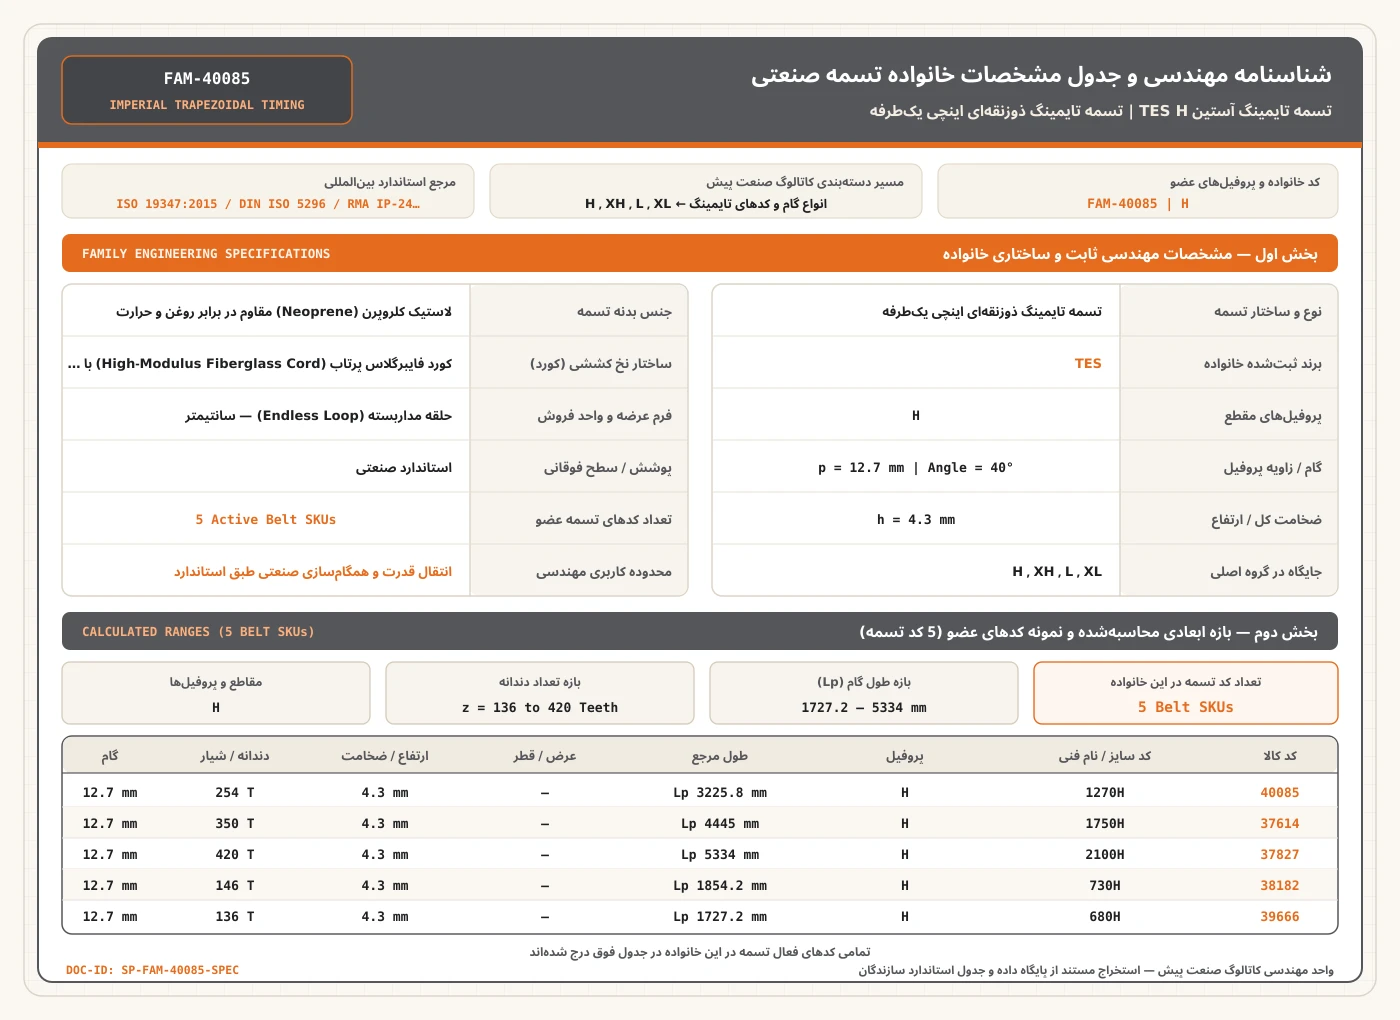 شناسنامه مهندسی و جدول مشخصات خانواده تسمه صنعتی
تسمه تایمینگ آستین TES H | تسمه تایمینگ ذوزنقه‌ای اینچی یک‌طرفه
FAM-40085
IMPERIAL TRAPEZOIDAL TIMING
کد خانواده و پروفیل‌های عضو
FAM-40085 | H
مسیر دسته‌بندی کاتالوگ صنعت پیش
انواع گام و کدهای تایمینگ ← H , XH , L , XL
مرجع استاندارد بین‌المللی
ISO 19347:2015 / DIN ISO 5296 / RMA IP-24…
بخش اول — مشخصات مهندسی ثابت و ساختاری خانواده
FAMILY ENGINEERING SPECIFICATIONS
نوع و ساختار تسمه
تسمه تایمینگ ذوزنقه‌ای اینچی یک‌طرفه
برند ثبت‌شده خانواده
TES
پروفیل‌های مقطع
H
گام / زاویه پروفیل
p = 12.7 mm | Angle = 40°
ضخامت کل / ارتفاع
h = 4.3 mm
جایگاه در گروه اصلی
H , XH , L , XL
جنس بدنه تسمه
لاستیک کلروپرن (Neoprene) مقاوم در برابر روغن و حرارت
ساختار نخ کششی (کورد)
کورد فایبرگلاس پرتاب (High-Modulus Fiberglass Cord) با ...
فرم عرضه و واحد فروش
حلقه مداربسته (Endless Loop) — سانتیمتر
پوشش / سطح فوقانی
استاندارد صنعتی
تعداد کدهای تسمه عضو
5 Active Belt SKUs
محدوده کاربری مهندسی
انتقال قدرت و همگام‌سازی صنعتی طبق استاندارد
بخش دوم — بازه ابعادی محاسبه‌شده و نمونه کدهای عضو (5 کد تسمه)
CALCULATED RANGES (5 BELT SKUs)
تعداد کد تسمه در این خانواده
5 Belt SKUs
بازه طول گام (Lp)
1727.2 – 5334 mm
بازه تعداد دندانه
z = 136 to 420 Teeth
مقاطع و پروفیل‌ها
H
کد کالا | کد سایز / نام فنی | پروفیل | طول مرجع | عرض / قطر | ارتفاع / ضخامت | دندانه / شیار | گام
40085 | 1270H | H | Lp 3225.8 mm | – | 4.3 mm | 254 T | 12.7 mm
37614 | 1750H | H | Lp 4445 mm | – | 4.3 mm | 350 T | 12.7 mm
37827 | 2100H | H | Lp 5334 mm | – | 4.3 mm | 420 T | 12.7 mm
38182 | 730H | H | Lp 1854.2 mm | – | 4.3 mm | 146 T | 12.7 mm
39666 | 680H | H | Lp 1727.2 mm | – | 4.3 mm | 136 T | 12.7 mm
تمامی کدهای فعال تسمه در این خانواده در جدول فوق درج شده‌اند
واحد مهندسی کاتالوگ صنعت پیش — استخراج مستند از پایگاه داده و جدول استاندارد سازندگان
DOC-ID: SP-FAM-40085-SPEC